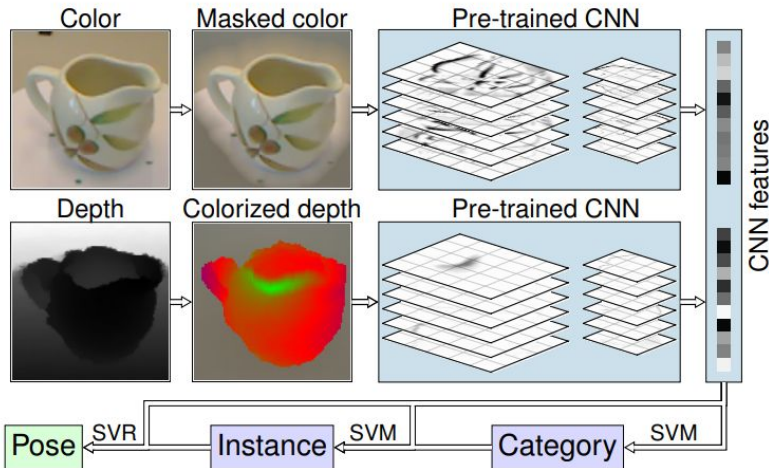 Color
Masked color
Pre-trained CNN
Depth
Colorized depth
Pre-trained CNN
CNN features
Pose
SVR
Instance
SVM
Category
SVM